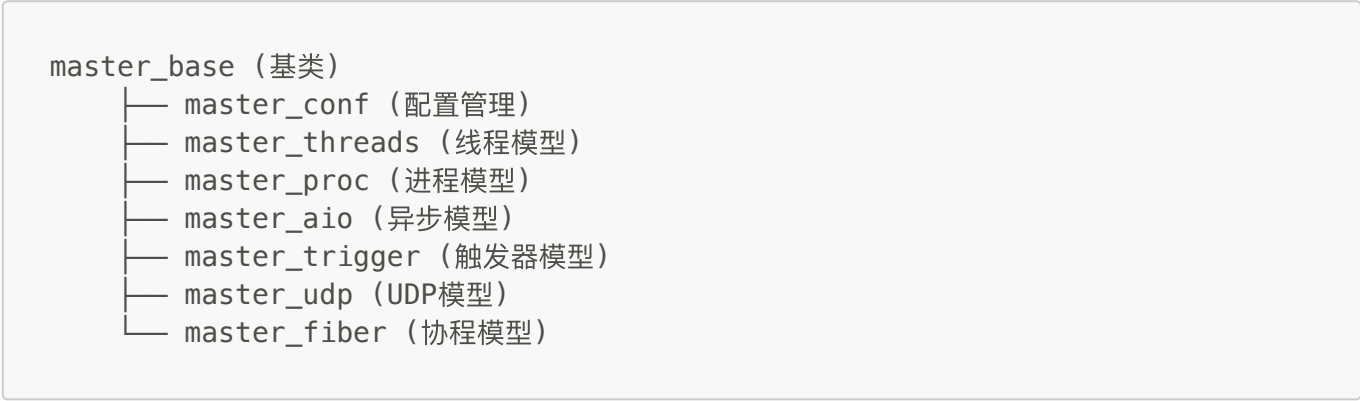 master_base (基类)
    ├── master_conf (配置管理)
    ├── master_threads (线程模型)
    ├── master_proc (进程模型)
    ├── master_aio (异步模型)
    ├── master_trigger (触发器模型)
    ├── master_udp (UDP模型)
    └── master_fiber (协程模型)